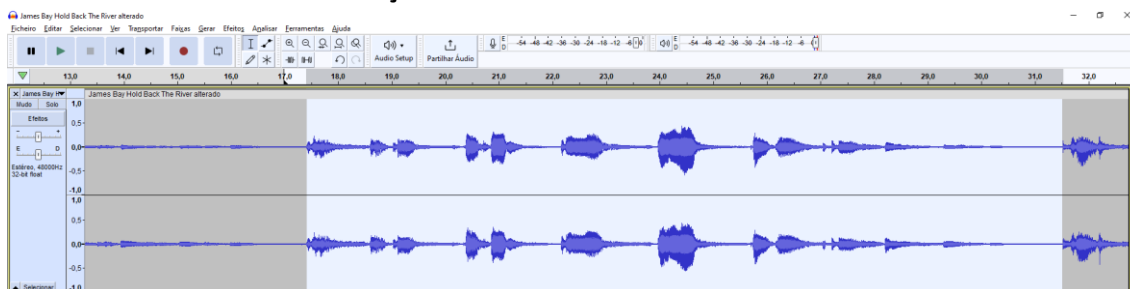 James Bay Hold Back The River alterado
Ficheiro Editar Selecionar Ver Transportar Faixas Gerar Efeitos Analisar Ferramentas Ajuda
Audio Setup Partilhar Áudio E D -54 -48 -42 -36 -30 -24 -18 -12 -6 0 E D -54 -48 -42 -36 -30 -24 -18 -12 -6
13,0 14,0 15,0 16,0 17,0 18,0 19,0 20,0 21,0 22,0 23,0 24,0 25,0 26,0 27,0 28,0 29,0 30,0 31,0 32,0
James Bay H James Bay Hold Back The River alterado
Mudo Solo 1,0
Efeitos 0,5
- +
E D 0,0
Estéreo, 48000Hz -0,5
32-bit float
-1,0
1,0
0,5
0,0
-0,5
Selecionar -1,0